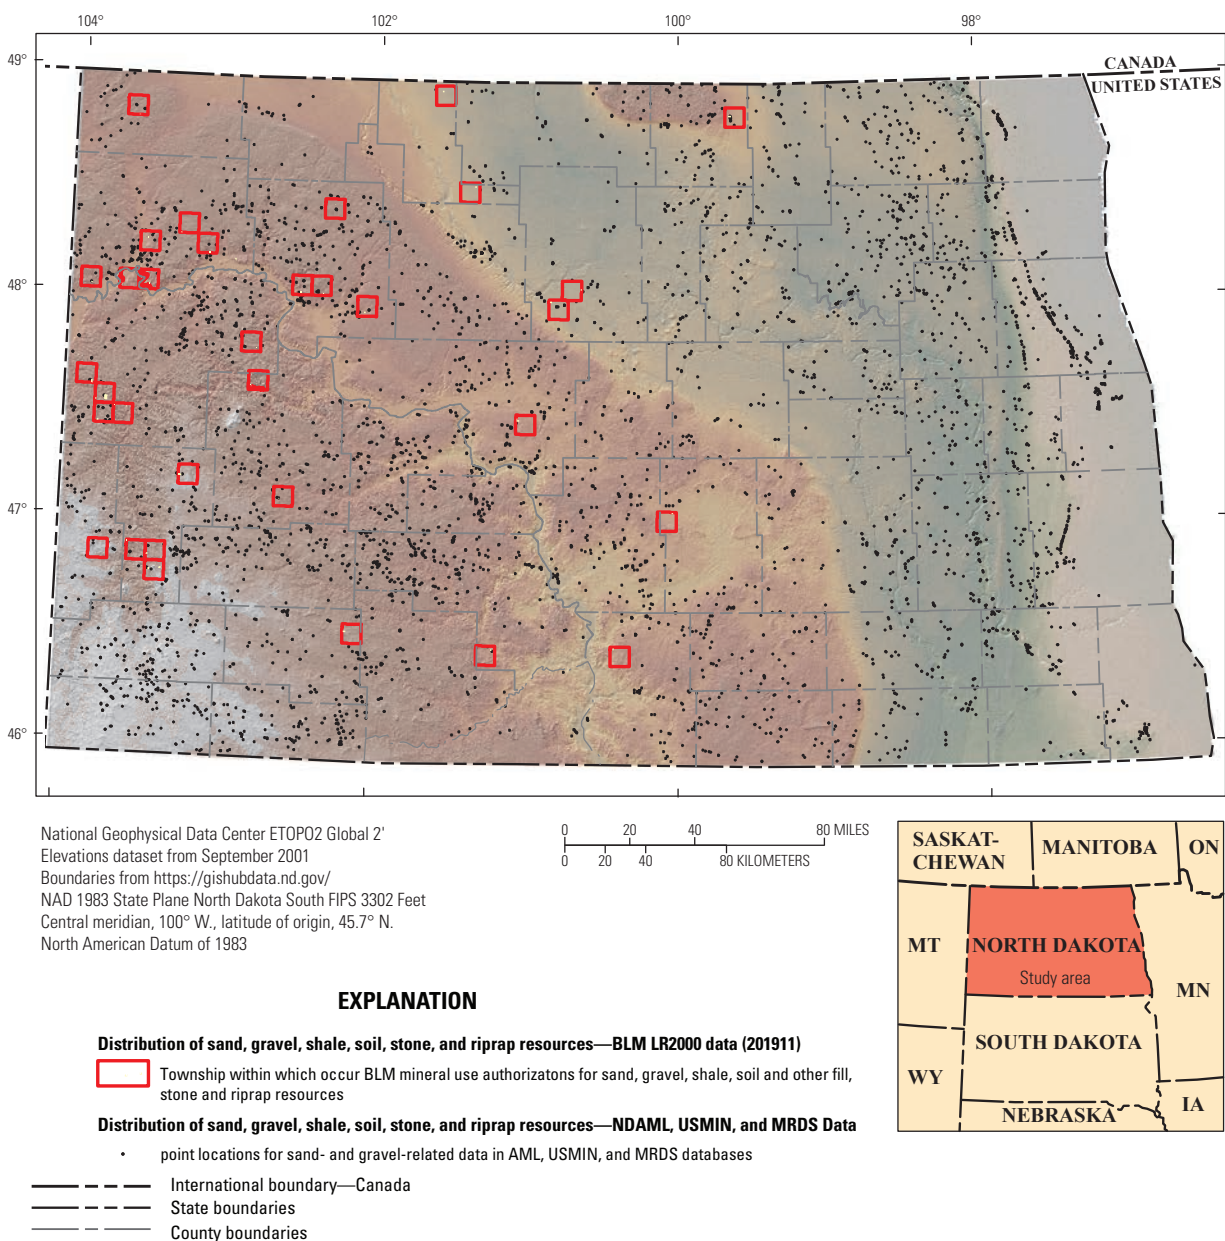 104°
102°
100°
98°
49°
CANADA
UNITED STATES
48°
47°
46°
National Geophysical Data Center ETOPO2 Global 2'
Elevations dataset from September 2001
Boundaries from https://gishubdata.nd.gov/
NAD 1983 State Plane North Dakota South FIPS 3302 Feet
Central meridian, 100° W., latitude of origin, 45.7° N.
North American Datum of 1983
0 20 40 80 MILES
0 20 40 80 KILOMETERS
SASKAT-
CHEWAN
MANITOBA
ON
MT
NORTH DAKOTA
Study area
MN
SOUTH DAKOTA
WY
NEBRASKA
IA
EXPLANATION
Distribution of sand, gravel, shale, soil, stone, and riprap resources—BLM LR2000 data (201911)
Township within which occur BLM mineral use authorizatons for sand, gravel, shale, soil and other fill,
stone and riprap resources
Distribution of sand, gravel, shale, soil, stone, and riprap resources—NDAML, USMIN, and MRDS Data
point locations for sand- and gravel-related data in AML, USMIN, and MRDS databases
International boundary—Canada
State boundaries
County boundaries